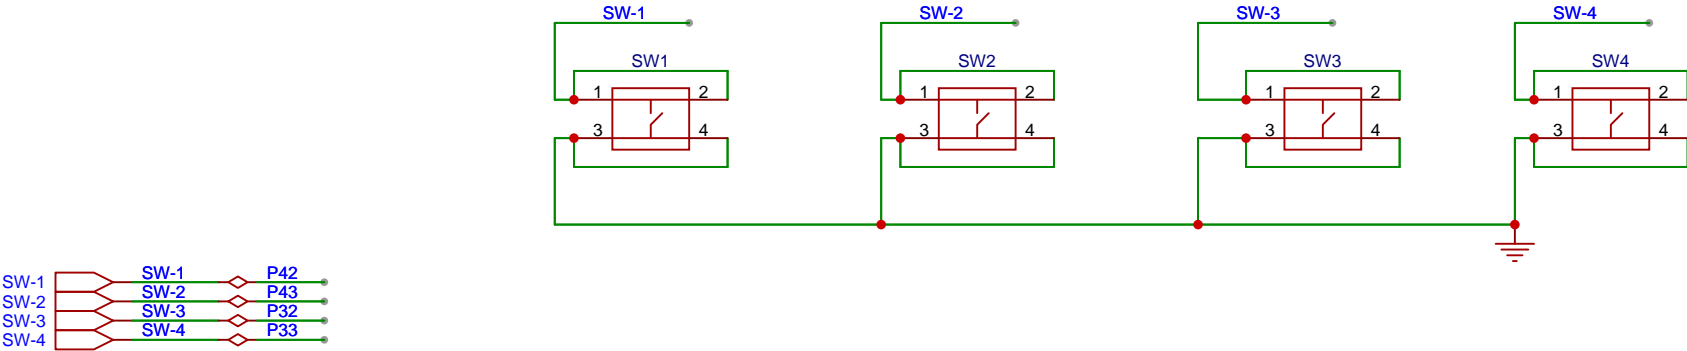 SW-1 SW-2 SW-3 SW-4
SW1 SW2 SW3 SW4
1 2 1 2 1 2 1 2
3 4 3 4 3 4 3 4
SW-1 SW-1 P42
SW-2 SW-2 P43
SW-3 SW-3 P32
SW-4 SW-4 P33